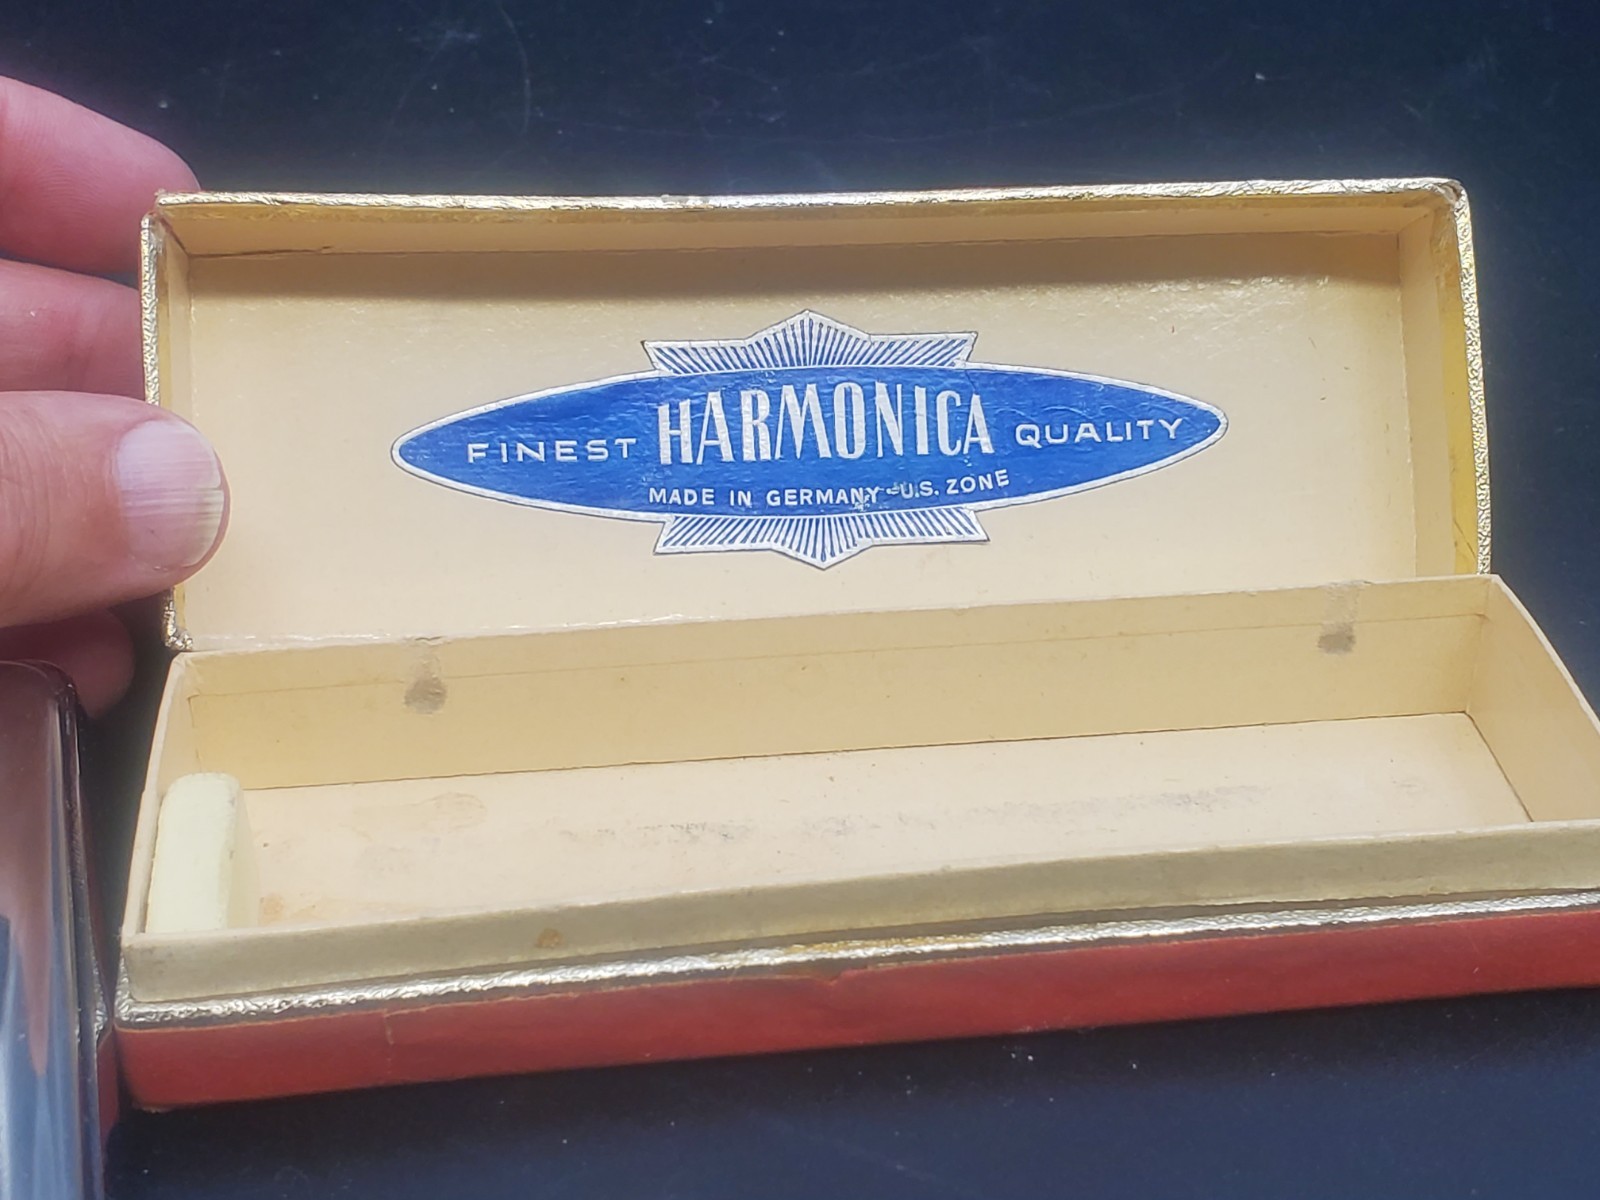 FINEST HARMONICA QUALITY
MADE IN GERMANY-U.S. ZONE